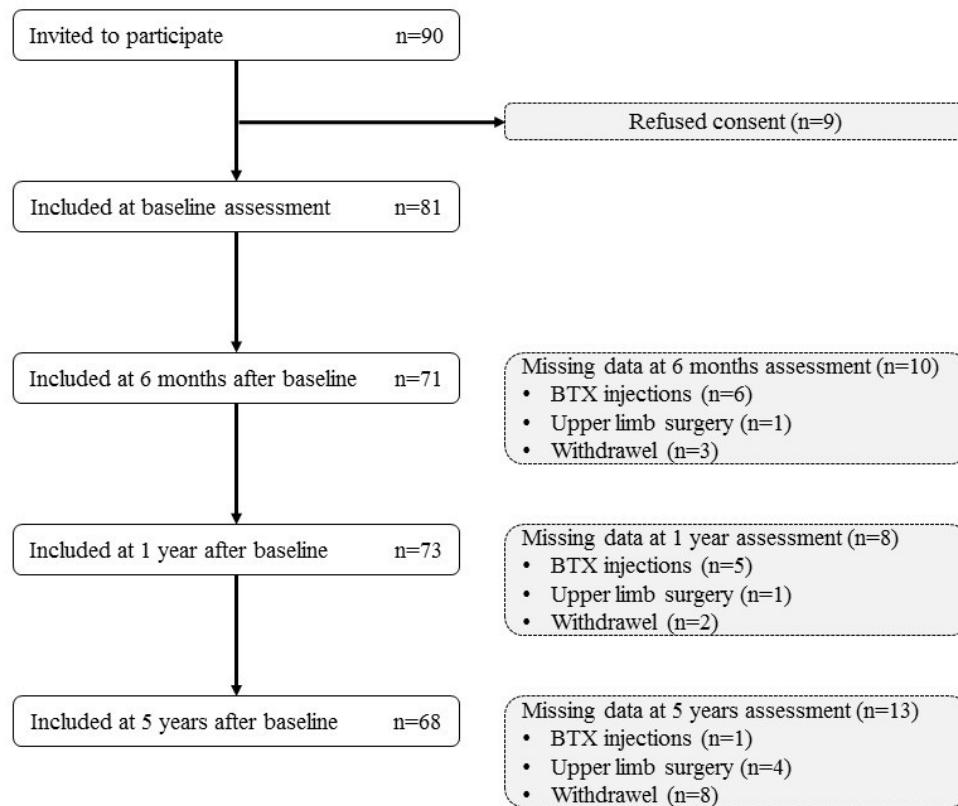 Invited to participate n=90
Refused consent (n=9)
Included at baseline assessment n=81
Included at 6 months after baseline n=71
Missing data at 6 months assessment (n=10)
• BTX injections (n=6)
• Upper limb surgery (n=1)
• Withdrawel (n=3)
Included at 1 year after baseline n=73
Missing data at 1 year assessment (n=8)
• BTX injections (n=5)
• Upper limb surgery (n=1)
• Withdrawel (n=2)
Included at 5 years after baseline n=68
Missing data at 5 years assessment (n=13)
• BTX injections (n=1)
• Upper limb surgery (n=4)
• Withdrawel (n=8)